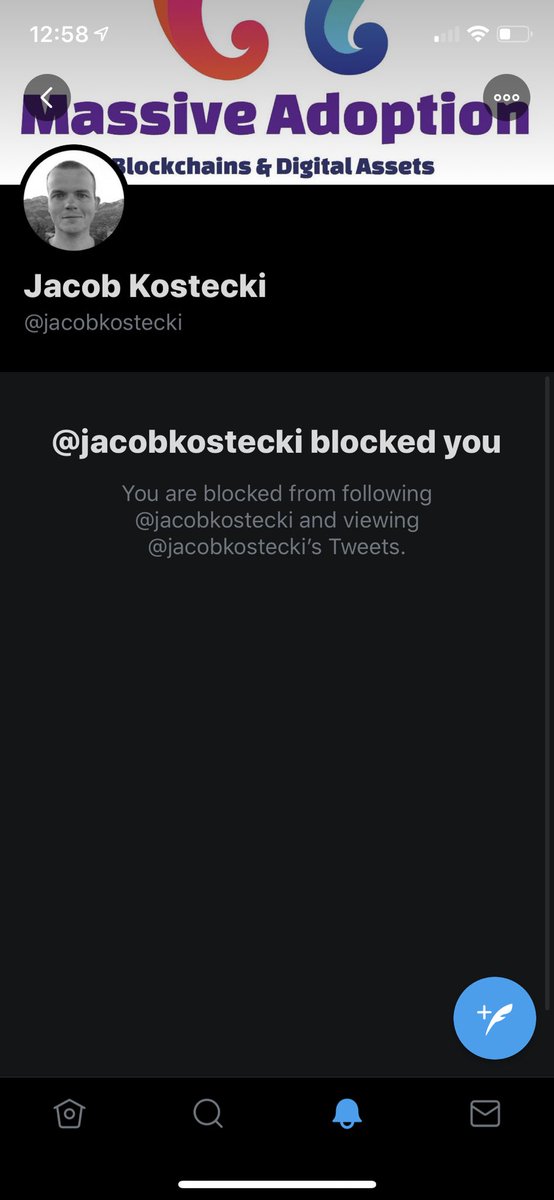 12:58
Massive Adoption
Blockchains & Digital Assets
Jacob Kostecki
@jacobkostecki
@jacobkostecki blocked you
You are blocked from following
@jacobkostecki and viewing
@jacobkostecki’s Tweets.